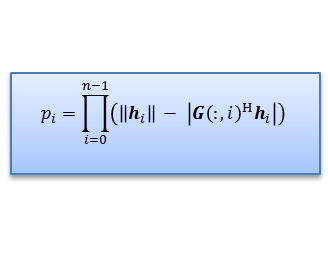 p_i = ∏_{i=0}^{n−1} (‖h_i‖ − |G(:,i)^H h_i|)